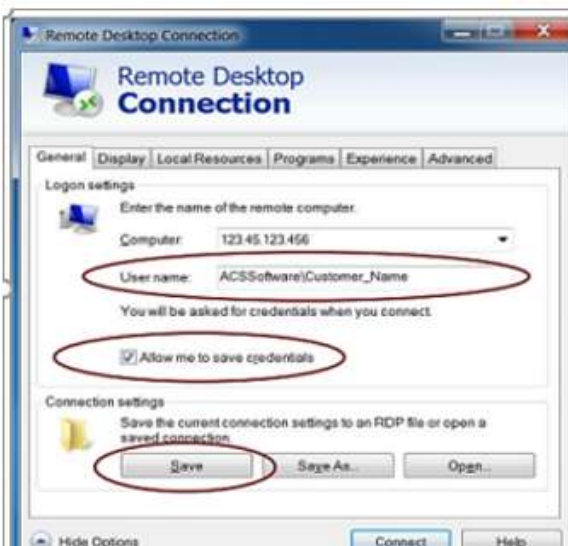 Remote Desktop Connection
Remote Desktop
Connection
General Display Local Resources Programs Experience Advanced
Logon settings
Enter the name of the remote computer.
Computer: 123.45.123.456
User name: ACSSoftware\Customer_Name
You will be asked for credentials when you connect.
Allow me to save credentials
Connection settings
Save the current connection settings to an RDP file or open a
saved connection.
Save Save As... Open...
Hide Options Connect Help